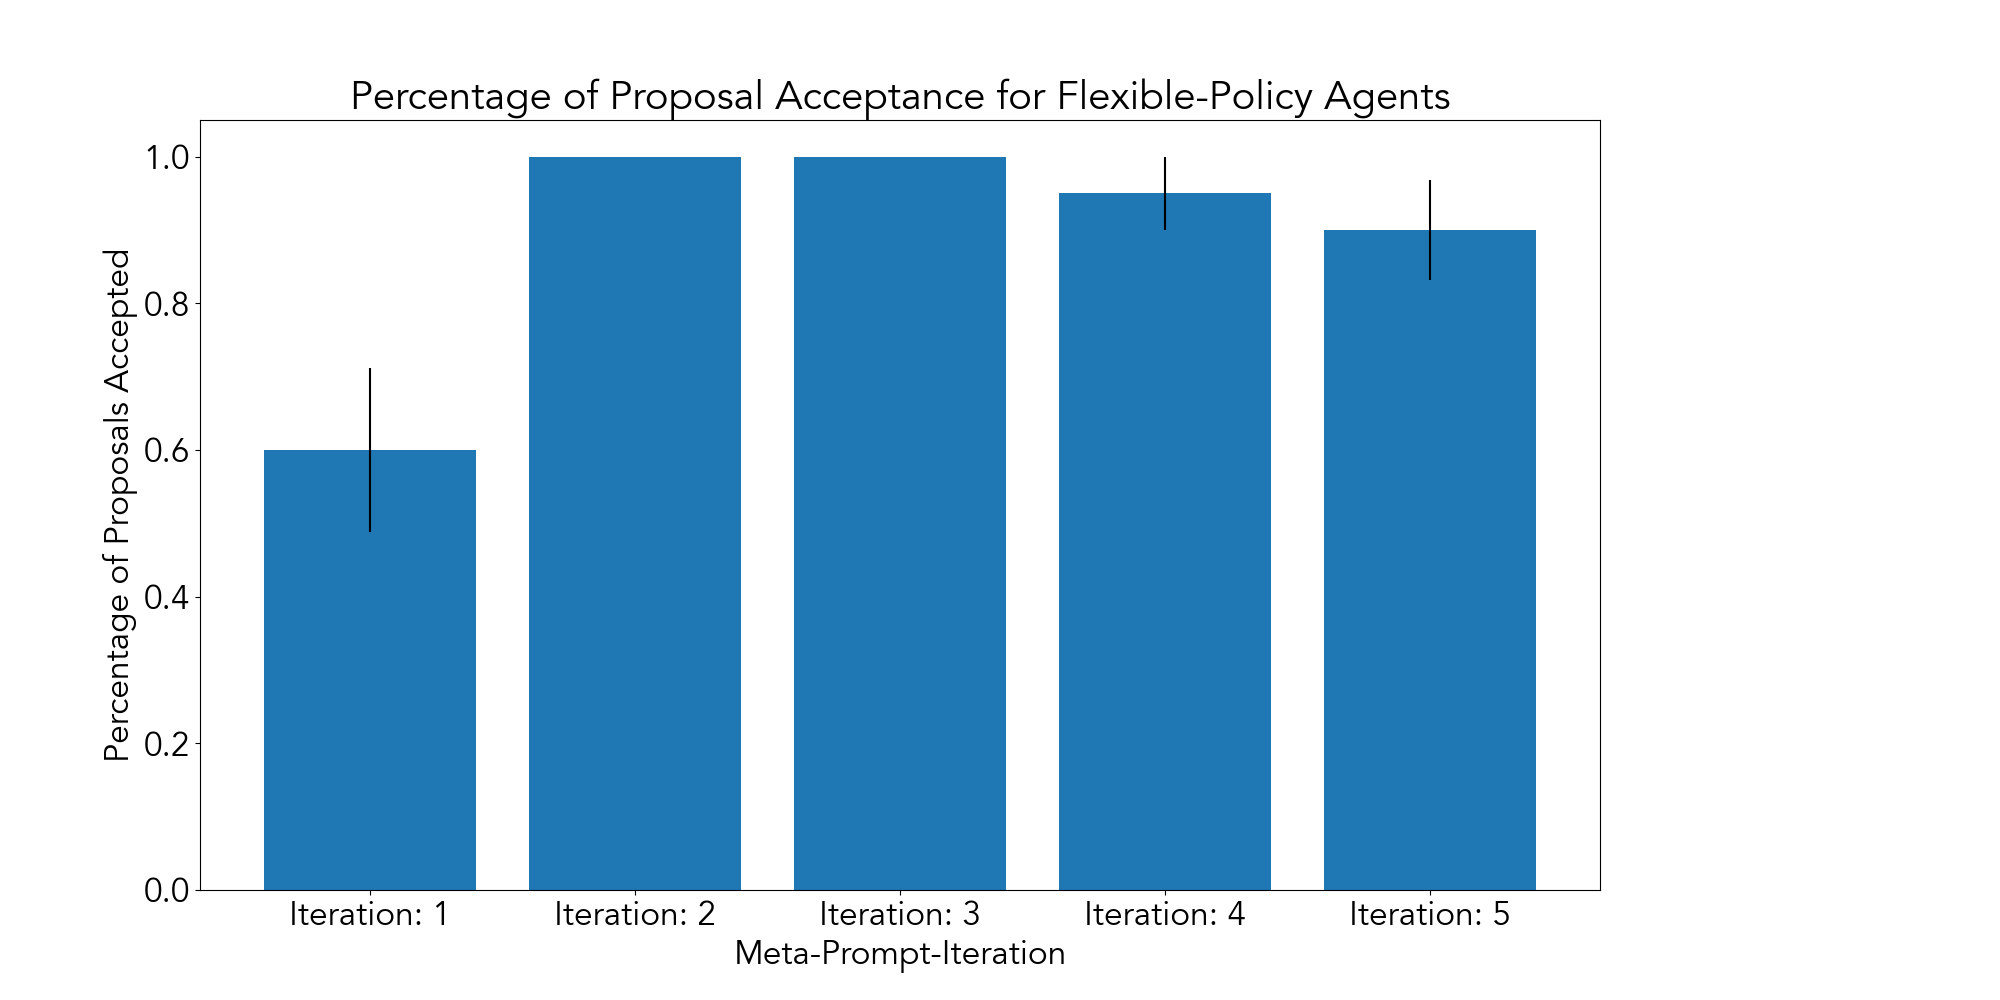 Percentage of Proposal Acceptance for Flexible-Policy Agents
Percentage of Proposals Accepted
1.0
0.8
0.6
0.4
0.2
0.0
Iteration: 1
Iteration: 2
Iteration: 3
Iteration: 4
Iteration: 5
Meta-Prompt-Iteration